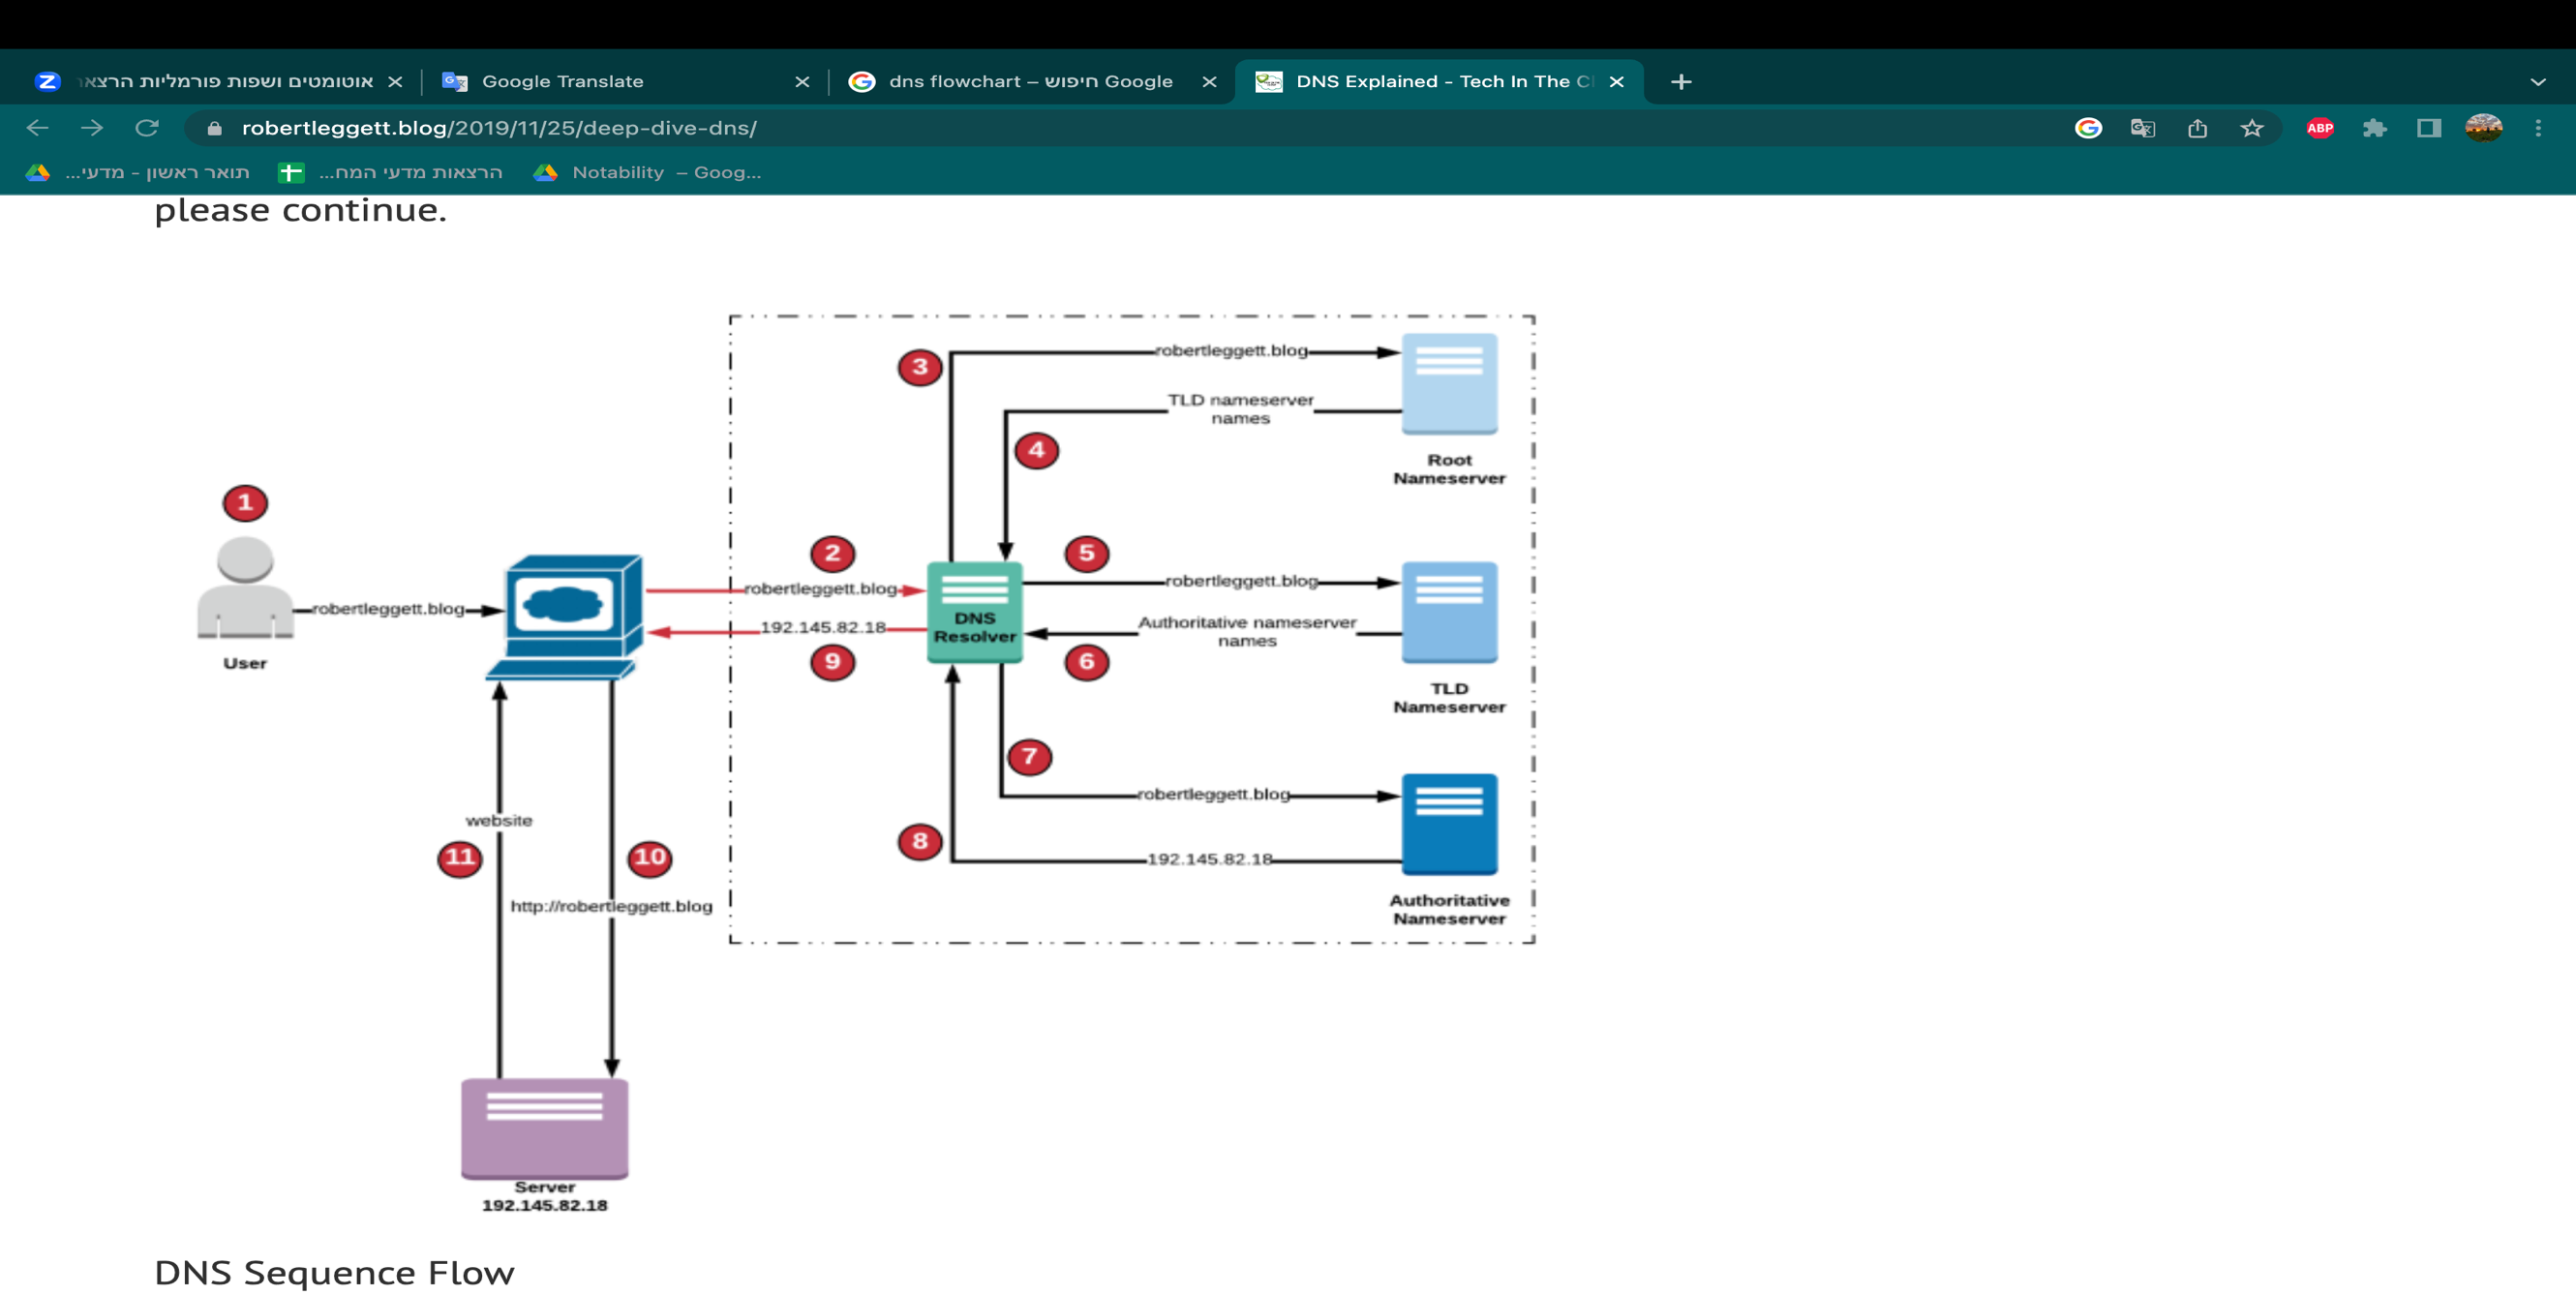 אוטומטים ושפות פורמליות הרצאו
Google Translate
dns flowchart – חיפוש Google
DNS Explained - Tech In The Cl
robertleggett.blog/2019/11/25/deep-dive-dns/
ABP
תואר ראשון - מדעי...
הרצאות מדעי המח...
Notability – Goog...
please continue.
3
robertleggett.blog
TLD nameserver
names
4
Root
Nameserver
1
2
5
robertleggett.blog
robertleggett.blog
robertleggett.blog
DNS
Resolver
192.145.82.18
Authoritative nameserver
names
User
9
6
TLD
Nameserver
7
robertleggett.blog
website
8
11
10
192.145.82.18
http://robertleggett.blog
Authoritative
Nameserver
Server
192.145.82.18
DNS Sequence Flow